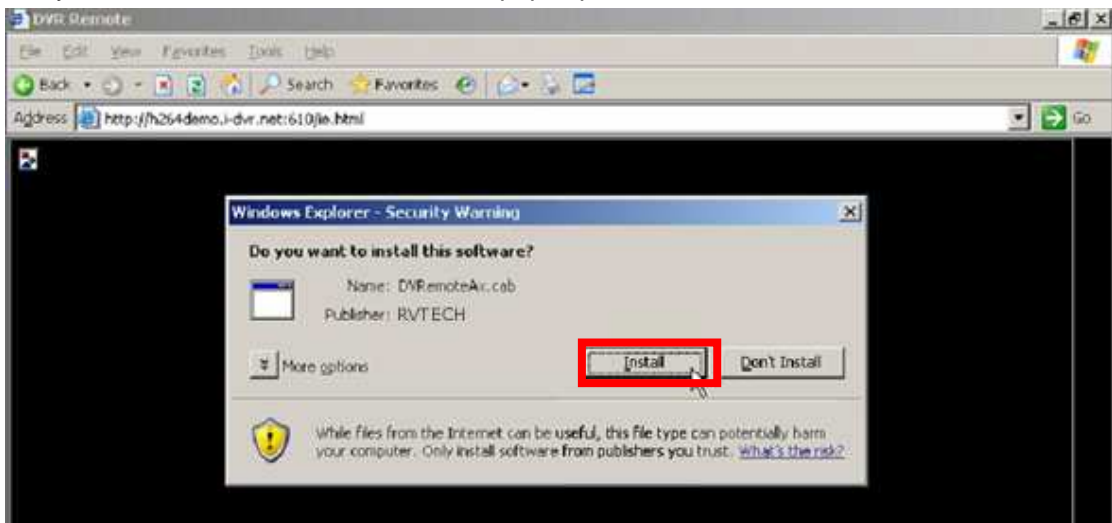 DVR Remote
File Edit View Favorites Tools Help
Back Search Favorites
Address http://h264demo.i-dvr.net:610/ie.html Go
Windows Explorer - Security Warning
Do you want to install this software?
Name: DVRemoteAx.cab
Publisher: RVTECH
More options Install Don't Install
While files from the Internet can be useful, this file type can potentially harm
your computer. Only install software from publishers you trust. What's the risk?